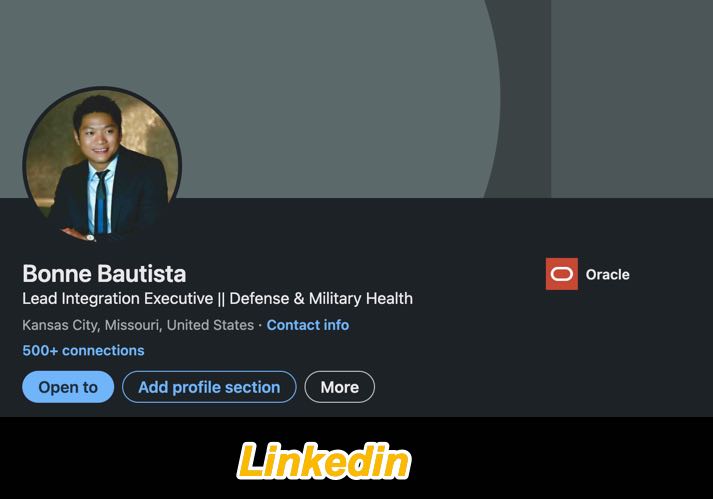 Bonne Bautista
Oracle
Lead Integration Executive || Defense & Military Health
Kansas City, Missouri, United States · Contact info
500+ connections
Open to
Add profile section
More
Linkedin